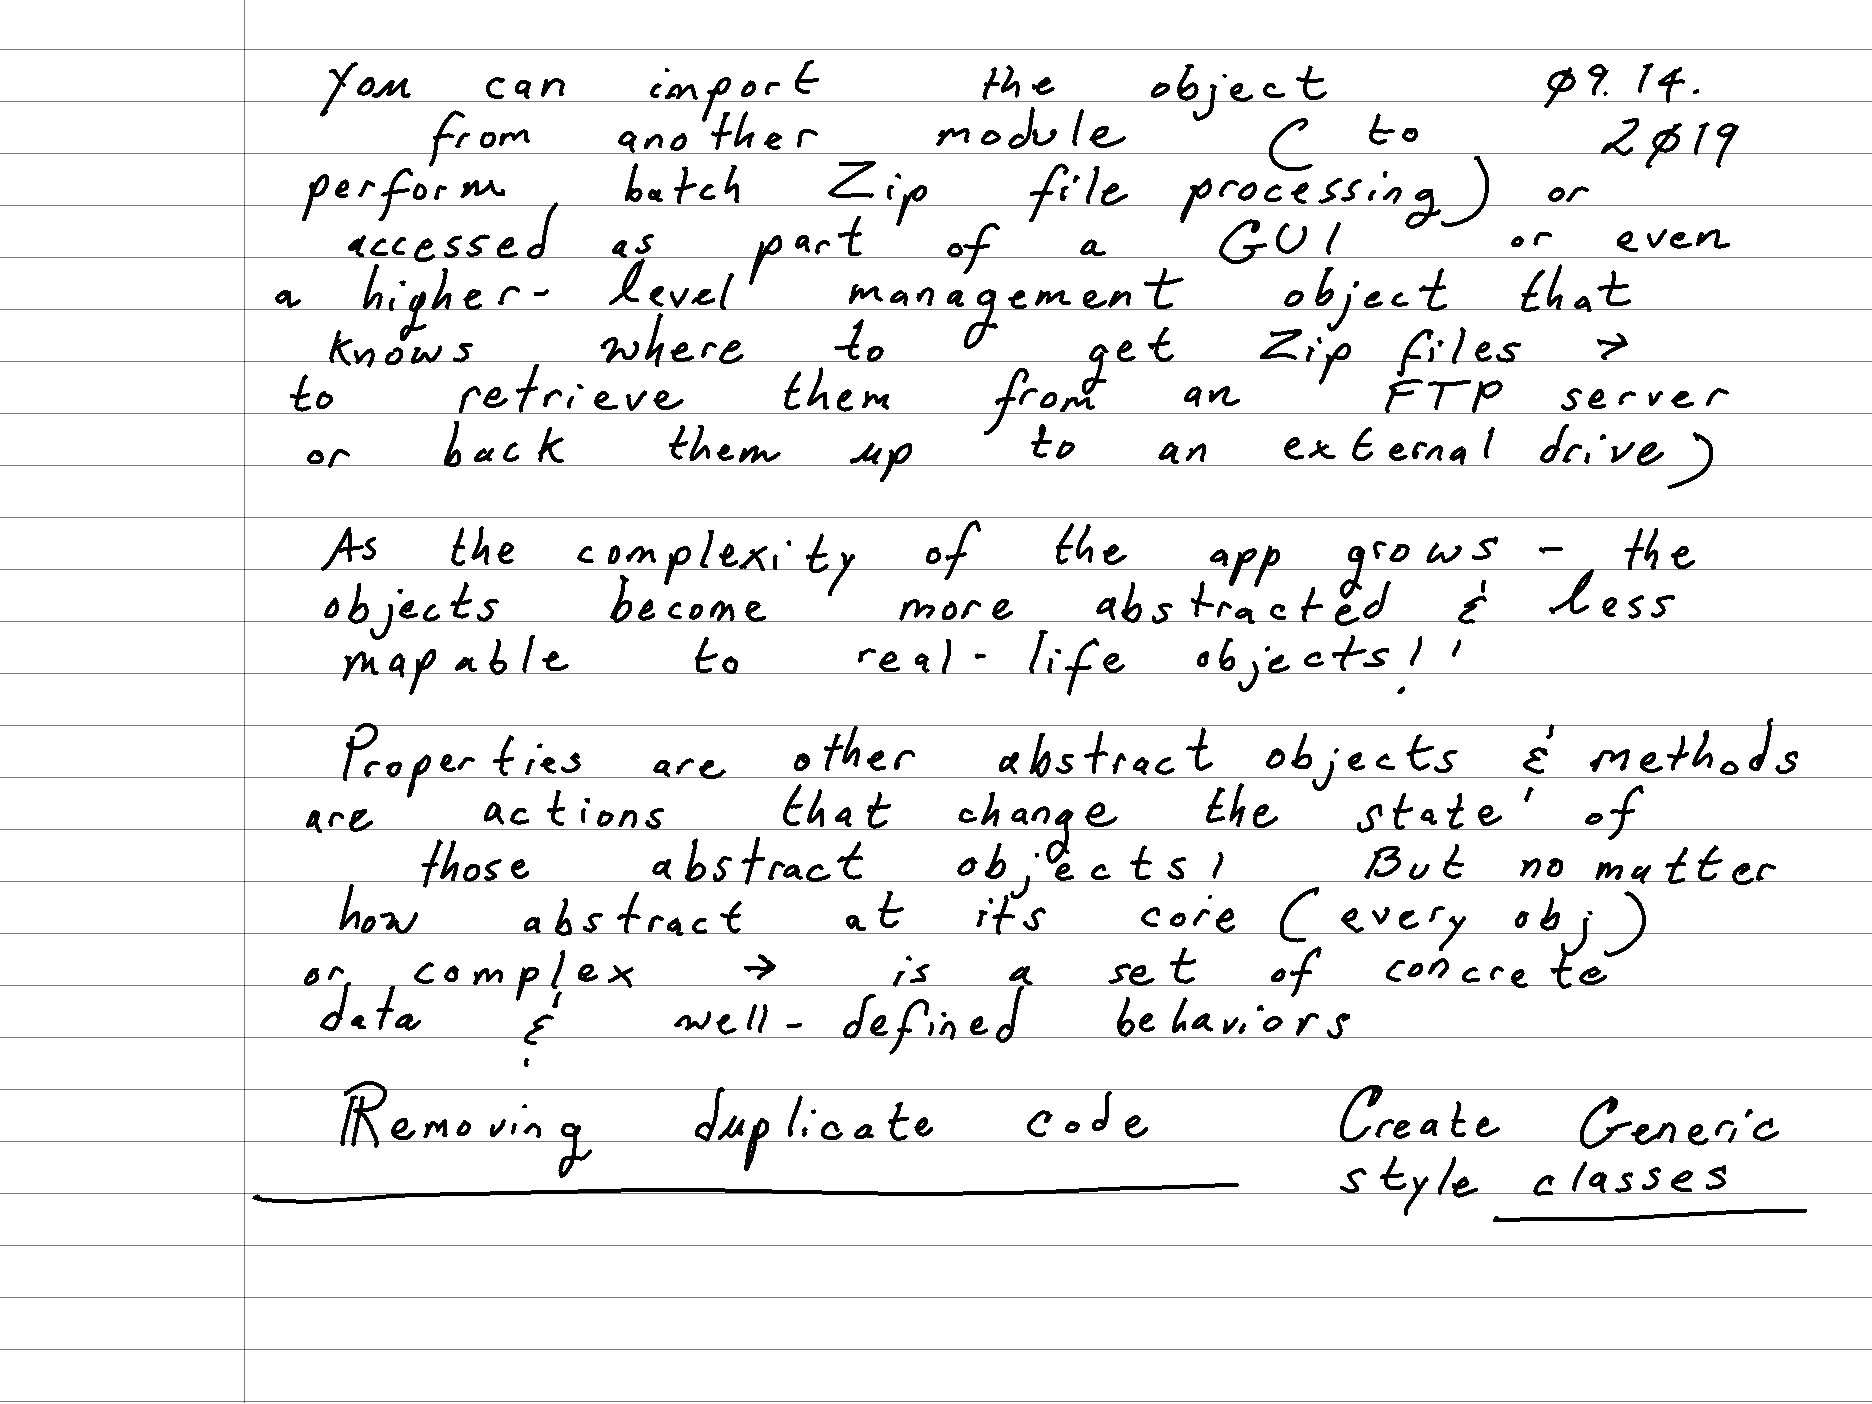 You can import the object 09.14.
from another module ( to 2019
perform batch Zip file processing) or
accessed as part of a GUI or even
a higher-level management object that
knows where to get Zip files →
to retrieve them from an FTP server
or back them up to an external drive)
As the complexity of the app grows - the
objects become more abstracted & less
mapable to real-life objects!!
Properties are other abstract objects & methods
are actions that change the state of
those abstract objects! But no matter
how abstract at its core (every obj)
or complex → is a set of concrete
data & well-defined behaviors
Removing duplicate code Create Generic
style classes